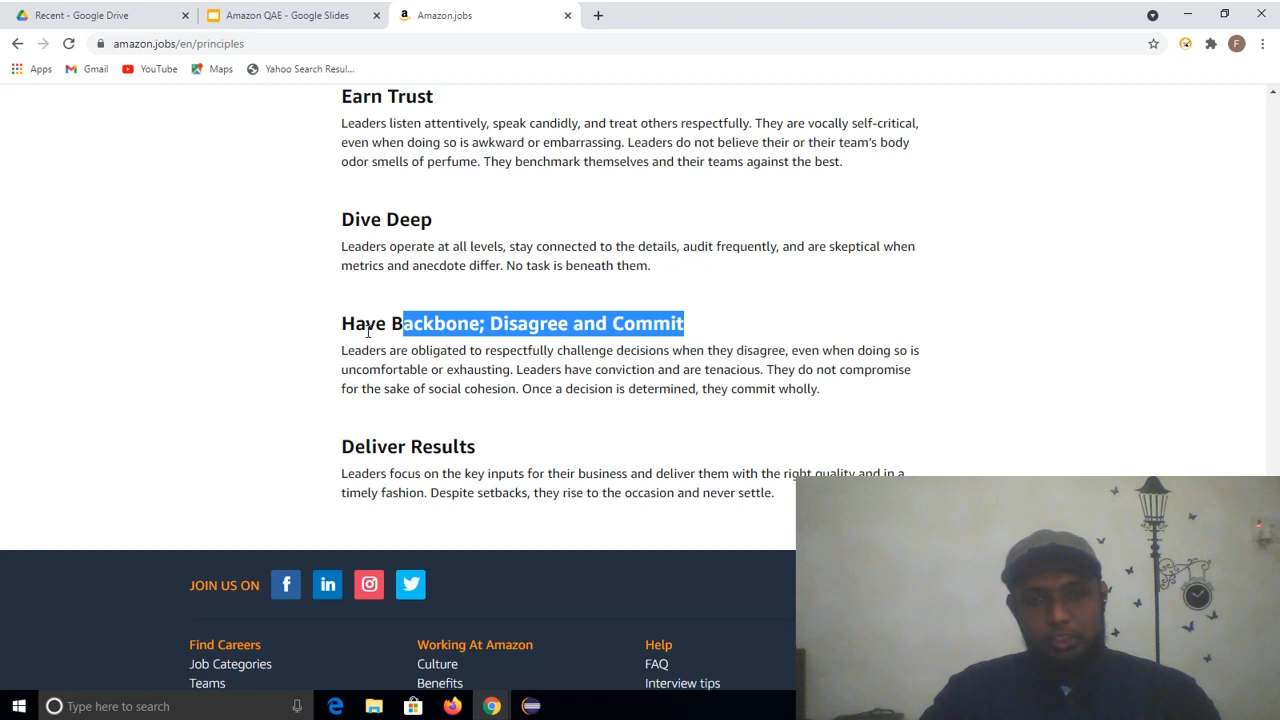 Recent - Google Drive
Amazon QAE - Google Slides
Amazon.jobs
amazon.jobs/en/principles
F
Apps
Gmail
YouTube
Maps
Yahoo Search Resul...
Earn Trust
Leaders listen attentively, speak candidly, and treat others respectfully. They are vocally self-critical,
even when doing so is awkward or embarrassing. Leaders do not believe their or their team's body
odor smells of perfume. They benchmark themselves and their teams against the best.
Dive Deep
Leaders operate at all levels, stay connected to the details, audit frequently, and are skeptical when
metrics and anecdote differ. No task is beneath them.
Have Backbone; Disagree and Commit
Leaders are obligated to respectfully challenge decisions when they disagree, even when doing so is
uncomfortable or exhausting. Leaders have conviction and are tenacious. They do not compromise
for the sake of social cohesion. Once a decision is determined, they commit wholly.
Deliver Results
Leaders focus on the key inputs for their business and deliver them with the right quality and in a
timely fashion. Despite setbacks, they rise to the occasion and never settle.
JOIN US ON
Find Careers
Working At Amazon
Help
Job Categories
Culture
FAQ
Teams
Benefits
Interview tips
Type here to search